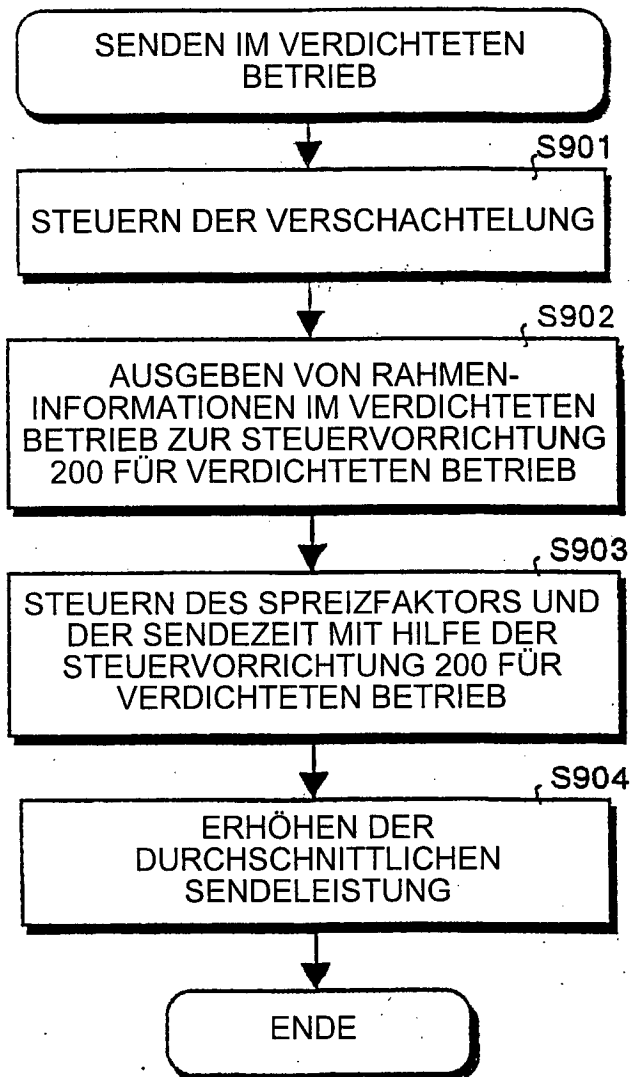 SENDEN IM VERDICHTETEN
BETRIEB
S901
STEUERN DER VERSCHACHTELUNG
S902
AUSGEBEN VON RAHMEN-
INFORMATIONEN IM VERDICHTETEN
BETRIEB ZUR STEUERVORRICHTUNG
200 FÜR VERDICHTETEN BETRIEB
S903
STEUERN DES SPREIZFAKTORS UND
DER SENDEZEIT MIT HILFE DER
STEUERVORRICHTUNG 200 FÜR
VERDICHTETEN BETRIEB
S904
ERHÖHEN DER
DURCHSCHNITTLICHEN
SENDELEISTUNG
ENDE